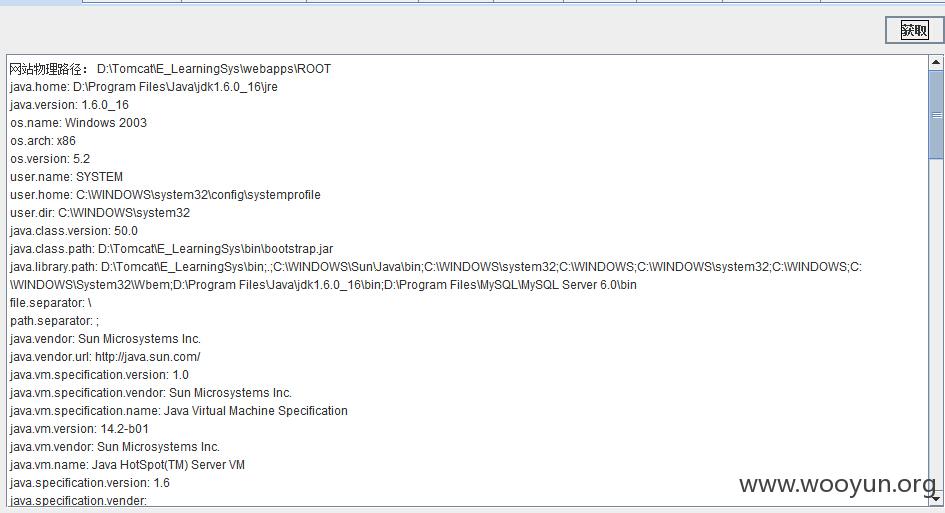 获取
网站物理路径： D:\Tomcat\E_LearningSys\webapps\ROOT
java.home: D:\Program Files\Java\jdk1.6.0_16\jre
java.version: 1.6.0_16
os.name: Windows 2003
os.arch: x86
os.version: 5.2
user.name: SYSTEM
user.home: C:\WINDOWS\system32\config\systemprofile
user.dir: C:\WINDOWS\system32
java.class.version: 50.0
java.class.path: D:\Tomcat\E_LearningSys\bin\bootstrap.jar
java.library.path: D:\Tomcat\E_LearningSys\bin;.;C:\WINDOWS\Sun\Java\bin;C:\WINDOWS\system32;C:\WINDOWS;C:\WINDOWS\system32;C:\WINDOWS;C:
\WINDOWS\System32\Wbem;D:\Program Files\Java\jdk1.6.0_16\bin;D:\Program Files\MySQL\MySQL Server 6.0\bin
file.separator: \
path.separator: ;
java.vendor: Sun Microsystems Inc.
java.vendor.url: http://java.sun.com/
java.vm.specification.version: 1.0
java.vm.specification.vendor: Sun Microsystems Inc.
java.vm.specification.name: Java Virtual Machine Specification
java.vm.version: 14.2-b01
java.vm.vendor: Sun Microsystems Inc.
java.vm.name: Java HotSpot(TM) Server VM
java.specification.version: 1.6
java.specification.vender:
www.wooyun.org